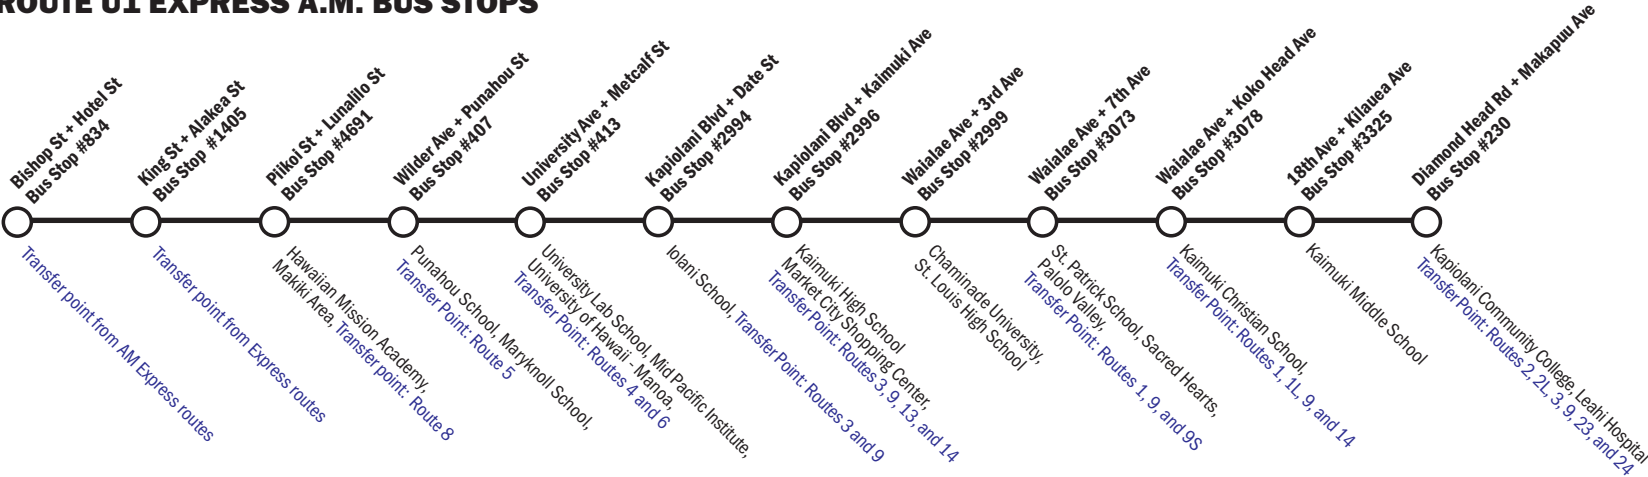 ROUTE U1 EXPRESS A.M. BUS STOPS
Bishop St + Hotel St
Bus Stop #834
King St + Alakea St
Bus Stop #1405
Piikoi St + Lunalilo St
Bus Stop #4691
Wilder Ave + Punahou St
Bus Stop #407
University Ave + Metcalf St
Bus Stop #413
Kapiolani Blvd + Date St
Bus Stop #2994
Kapiolani Blvd + Kaimuki Ave
Bus Stop #2996
Waialae Ave + 3rd Ave
Bus Stop #2999
Waialae Ave + 7th Ave
Bus Stop #3073
Waialae Ave + Koko Head Ave
Bus Stop #3078
18th Ave + Kilauea Ave
Bus Stop #3325
Diamond Head Rd + Makapuu Ave
Bus Stop #230
Transfer point from AM Express routes
Transfer point from Express routes
Hawaiian Mission Academy,
Makiki Area, Transfer point: Route 8
Punahou School, Maryknoll School,
Transfer Point: Route 5
University Lab School, Mid Pacific Institute,
University of Hawaii - Manoa,
Transfer Point: Routes 4 and 6
Iolani School, Transfer Point: Routes 3 and 9
Kaimuki High School
Market City Shopping Center,
Transfer Point: Routes 3, 9, 13, and 14
Chaminade University,
St. Louis High School
St. Patrick School, Sacred Hearts,
Palolo Valley,
Transfer Point: Routes 1, 9, and 9S
Kaimuki Christian School,
Transfer Point: Routes 1, 1L, 9, and 14
Kaimuki Middle School
Kapiolani Community College, Leahi Hospital
Transfer Point: Routes 2, 2L, 3, 9, 23, and 24